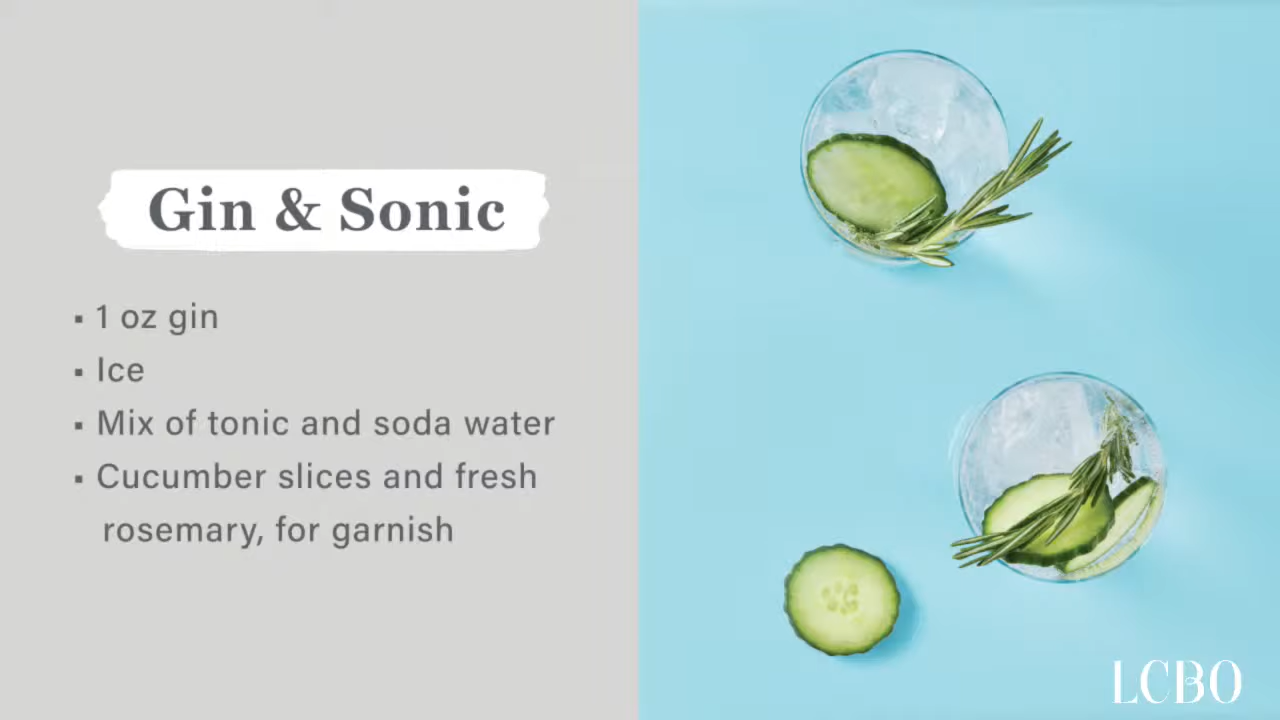 Gin & Sonic
▪ 1 oz gin
▪ Ice
▪ Mix of tonic and soda water
▪ Cucumber slices and fresh
rosemary, for garnish
LCBO